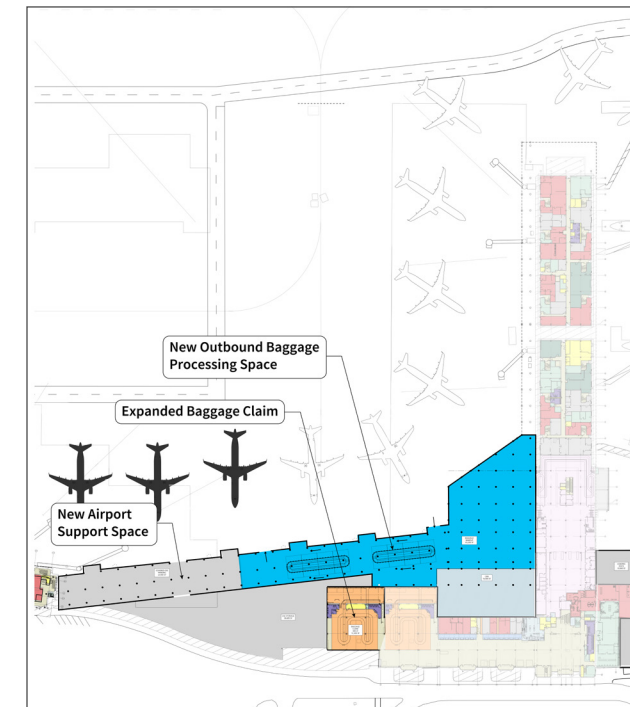 New Outbound Baggage
Processing Space
Expanded Baggage Claim
New Airport
Support Space